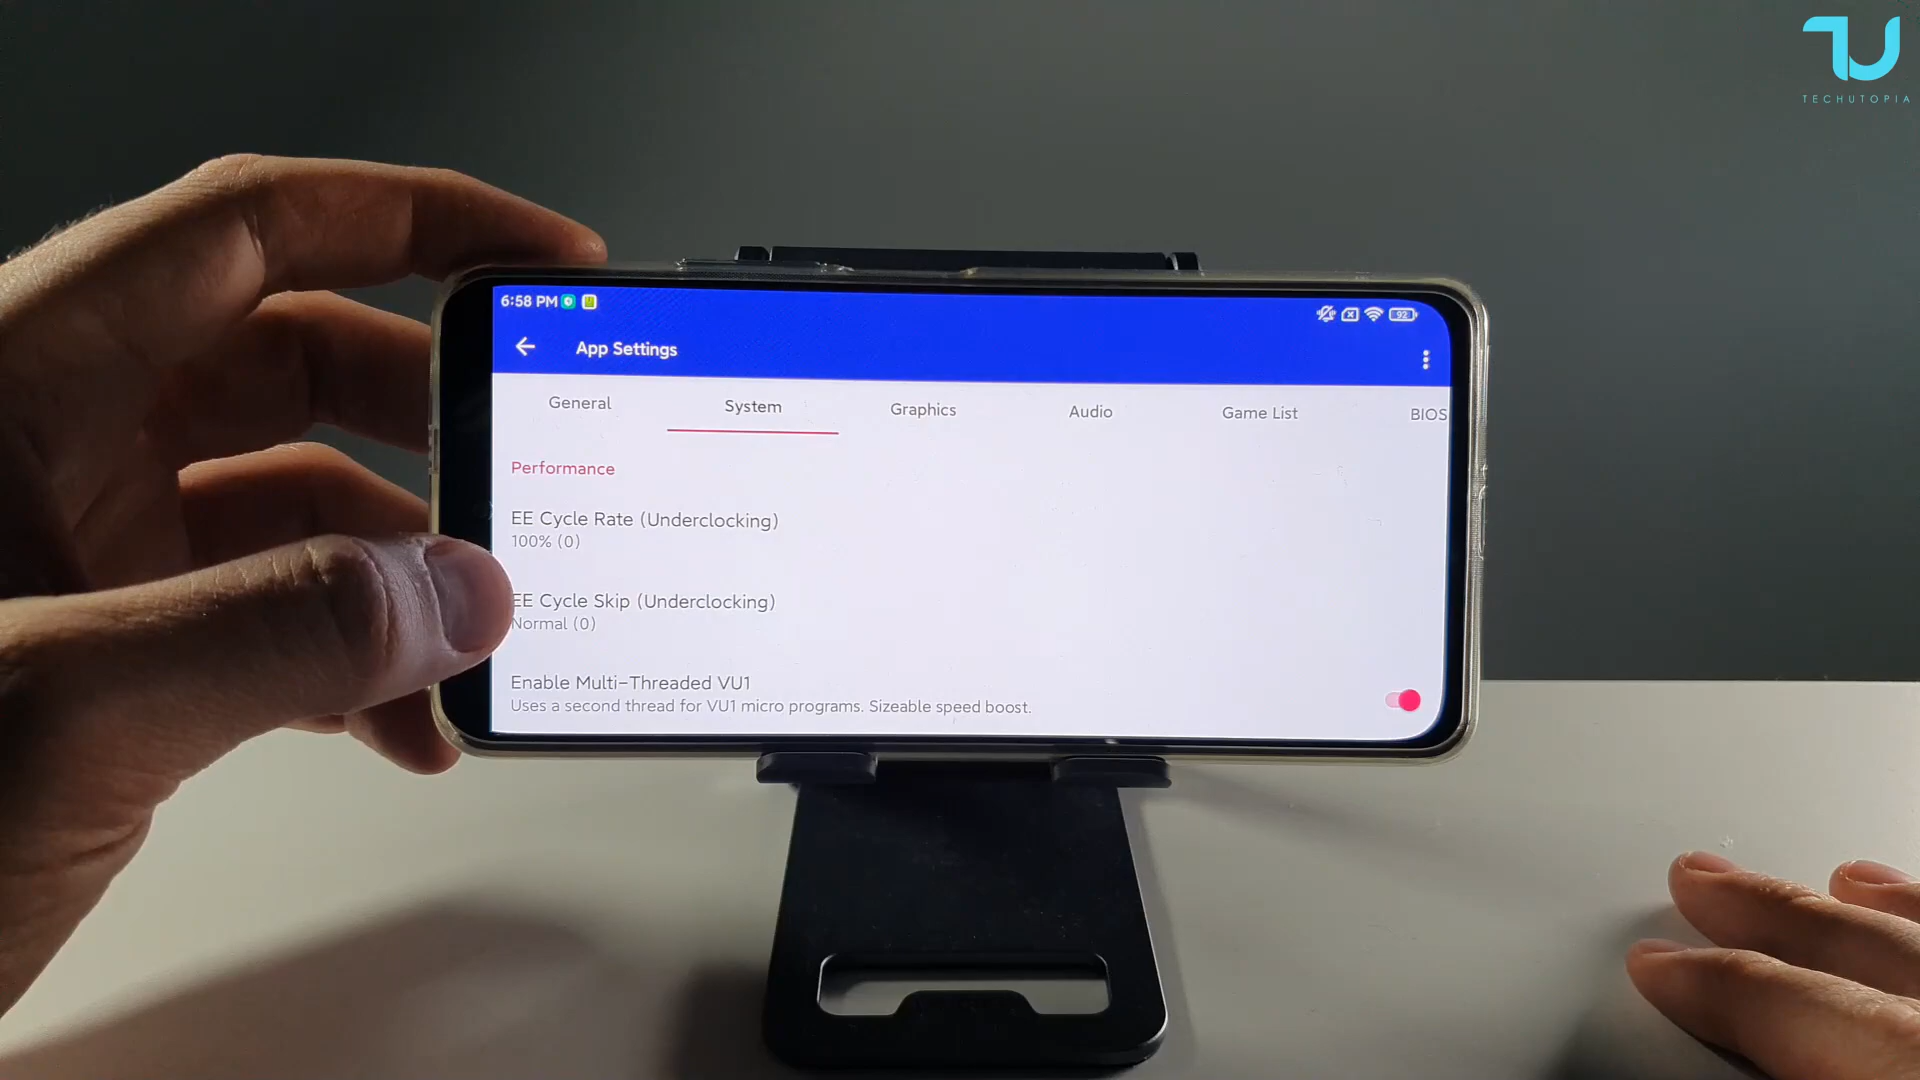 TECHUTOPIA
6:58 PM
92
App Settings
General
System
Graphics
Audio
Game List
BIOS
Performance
EE Cycle Rate (Underclocking)
100% (0)
EE Cycle Skip (Underclocking)
Normal (0)
Enable Multi-Threaded VU1
Uses a second thread for VU1 micro programs. Sizeable speed boost.